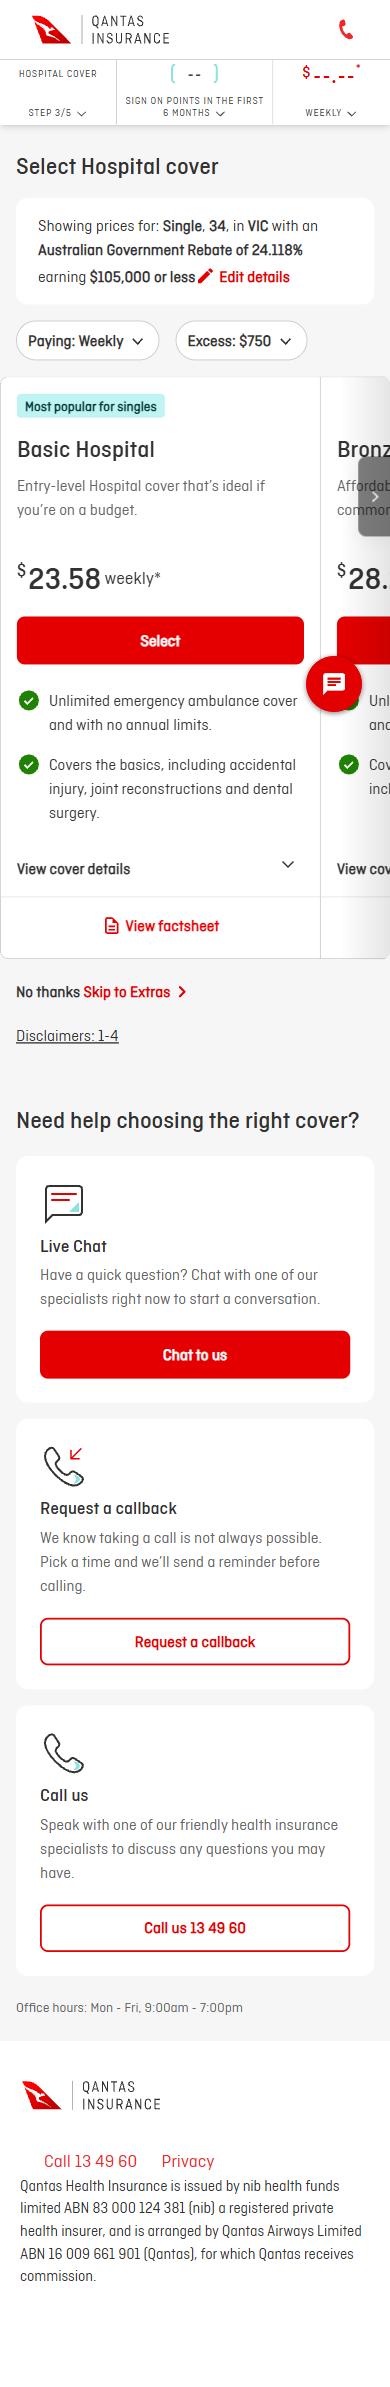 QANTAS
INSURANCE
HOSPITAL COVER
STEP 3/5
--
SIGN ON POINTS IN THE FIRST
6 MONTHS
$--.--*
WEEKLY
Select Hospital cover
Showing prices for: Single, 34, in VIC with an
Australian Government Rebate of 24.118%
earning $105,000 or less Edit details
Paying: Weekly
Excess: $750
Most popular for singles
Basic Hospital
Entry-level Hospital cover that's ideal if
you're on a budget.
$23.58 weekly*
Select
Unlimited emergency ambulance cover
and with no annual limits.
Covers the basics, including accidental
injury, joint reconstructions and dental
surgery.
View cover details
View factsheet
$28.
View
No thanks Skip to Extras
Disclaimers: 1-4
Need help choosing the right cover?
Live Chat
Have a quick question? Chat with one of our
specialists right now to start a conversation.
Chat to us
Request a callback
We know taking a call is not always possible.
Pick a time and we'll send a reminder before
calling.
Request a callback
Call us
Speak with one of our friendly health insurance
specialists to discuss any questions you may
have.
Call us 13 49 60
Office hours: Mon - Fri, 9:00am - 7:00pm
QANTAS
INSURANCE
Call 13 49 60 Privacy
Qantas Health Insurance is issued by nib health funds
limited ABN 83 000 124 381 (nib) a registered private
health insurer, and is arranged by Qantas Airways Limited
ABN 16 009 661 901 (Qantas), for which Qantas receives
commission.